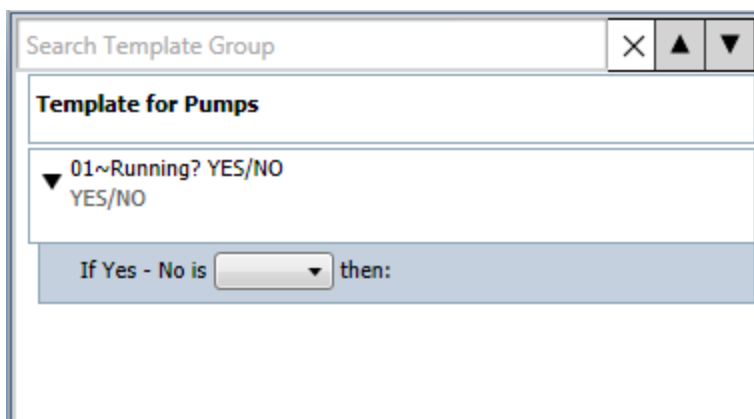 Search Template Group
Template for Pumps
01~Running? YES/NO
YES/NO
If Yes - No is then: